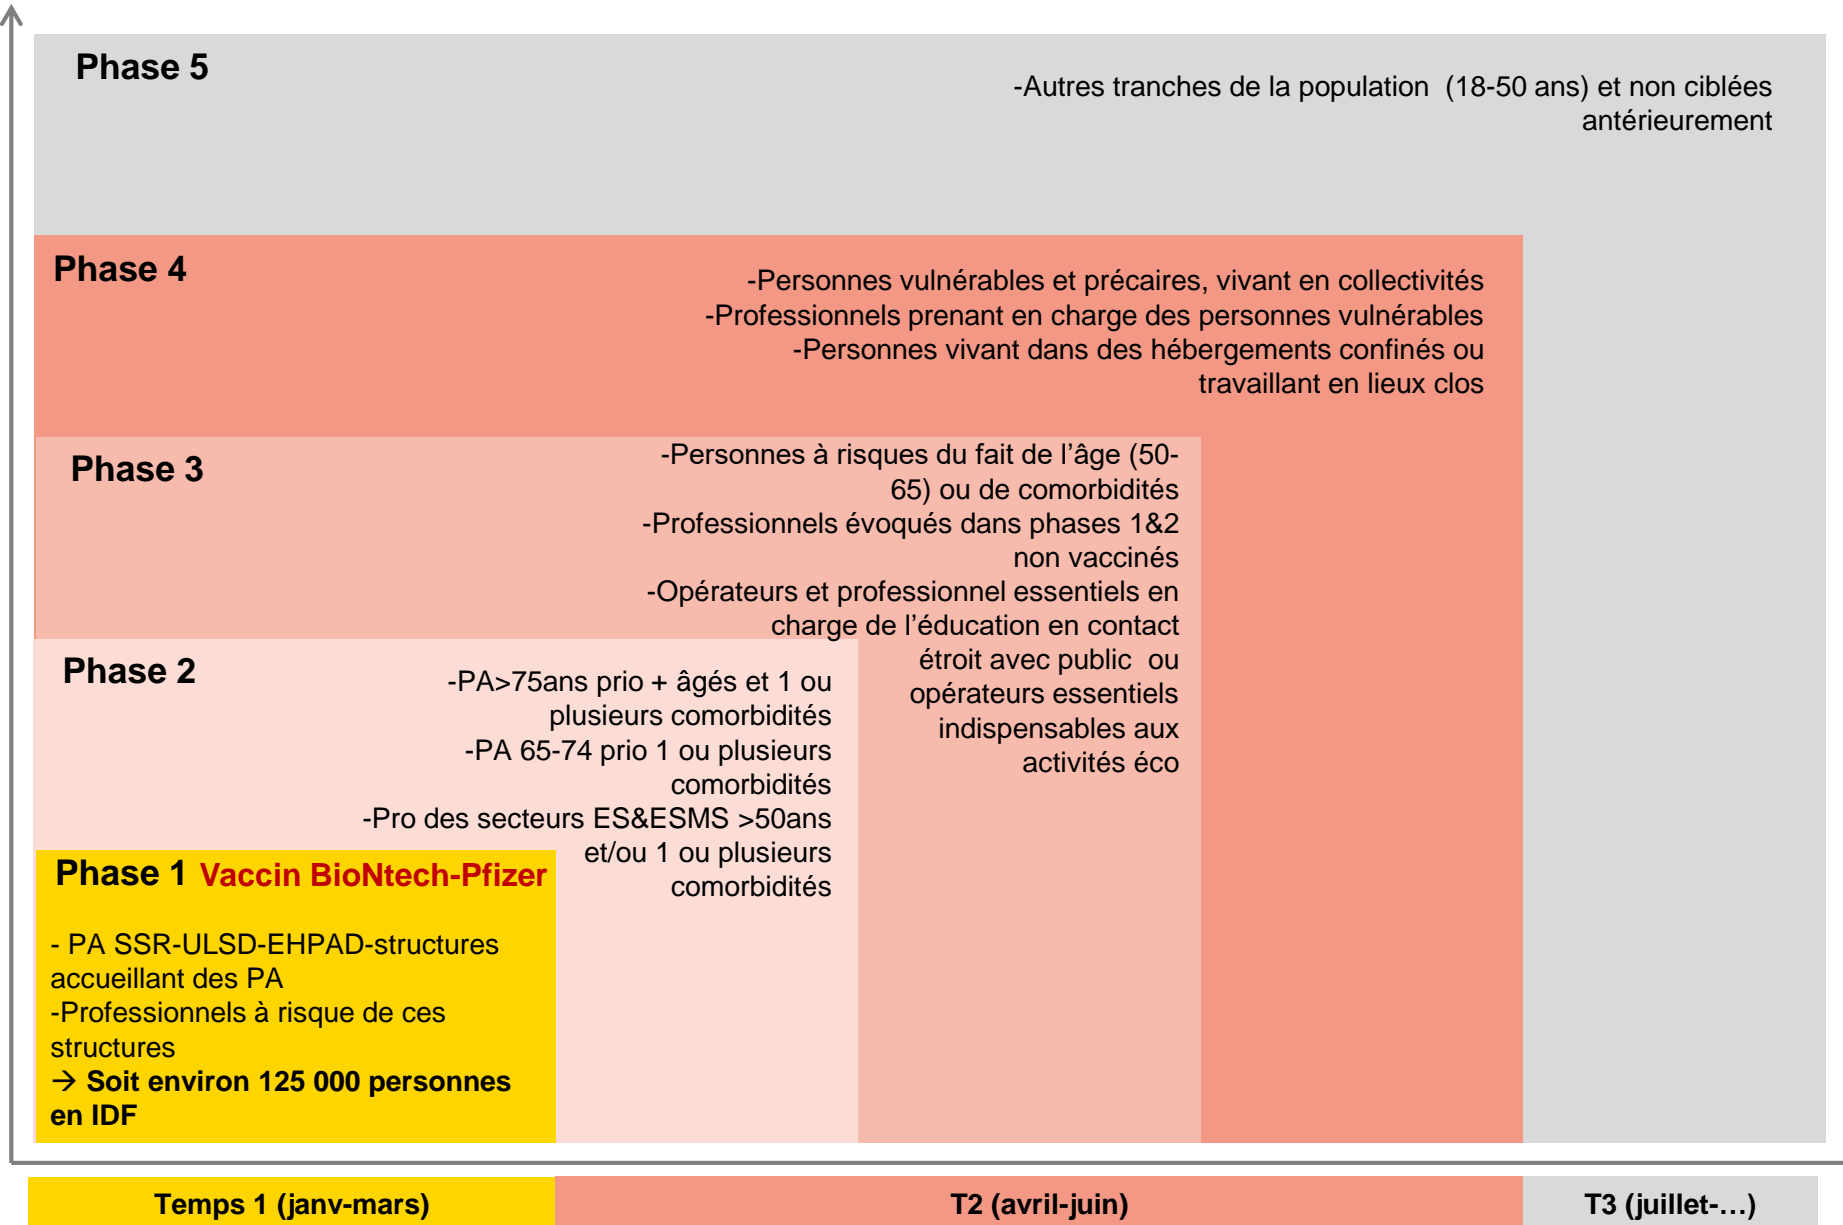 Phase 5
-Autres tranches de la population (18-50 ans) et non ciblées
antérieurement
Phase 4
-Personnes vulnérables et précaires, vivant en collectivités
-Professionnels prenant en charge des personnes vulnérables
-Personnes vivant dans des hébergements confinés ou
travaillant en lieux clos
Phase 3
-Personnes à risques du fait de l’âge (50-
65) ou de comorbidités
-Professionnels évoqués dans phases 1&2
non vaccinés
-Opérateurs et professionnel essentiels en
charge de l’éducation en contact
étroit avec public ou
opérateurs essentiels
indispensables aux
activités éco
Phase 2
-PA>75ans prio + âgés et 1 ou
plusieurs comorbidités
-PA 65-74 prio 1 ou plusieurs
comorbidités
-Pro des secteurs ES&ESMS >50ans
et/ou 1 ou plusieurs
comorbidités
Phase 1 Vaccin BioNtech-Pfizer
- PA SSR-ULSD-EHPAD-structures
accueillant des PA
-Professionnels à risque de ces
structures
→ Soit environ 125 000 personnes
en IDF
Temps 1 (janv-mars)
T2 (avril-juin)
T3 (juillet-…)